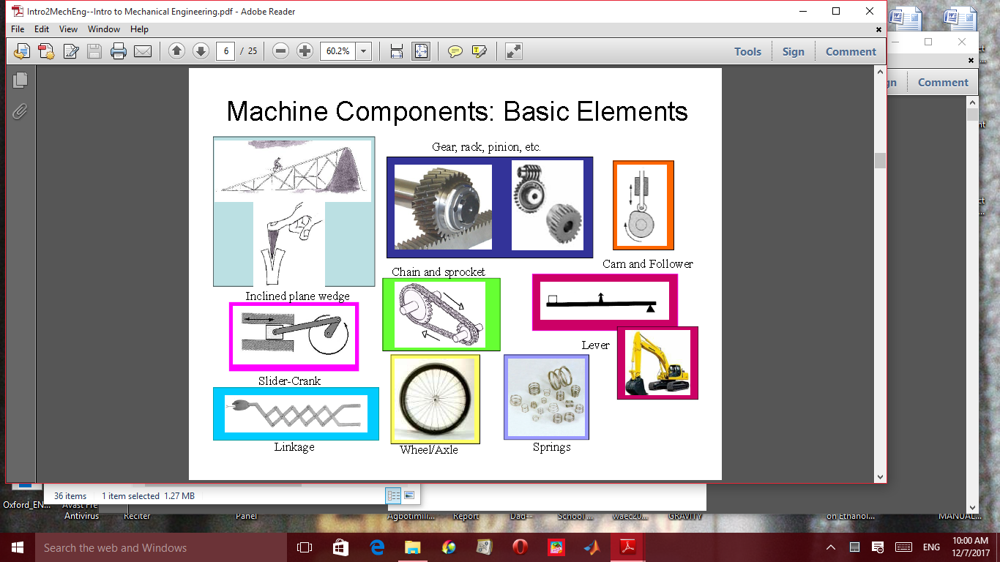 Intro2MechEng--Intro to Mechanical Engineering.pdf - Adobe Reader
File Edit View Window Help
6 / 25 60.2% Tools Sign Comment
Comment
Machine Components: Basic Elements
Gear, rack, pinion, etc.
Cam and Follower
Chain and sprocket
Inclined plane wedge
Lever
Slider-Crank
Linkage
Wheel/Axle
Springs
36 items 1 item selected 1.27 MB
Oxford_EN...
Antivirus Reciter Panel Agbotimili... Report Dad-- School ... waec20... GRAVITY on Ethanol... MANUAL...
Search the web and Windows
ENG
10:00 AM
12/7/2017